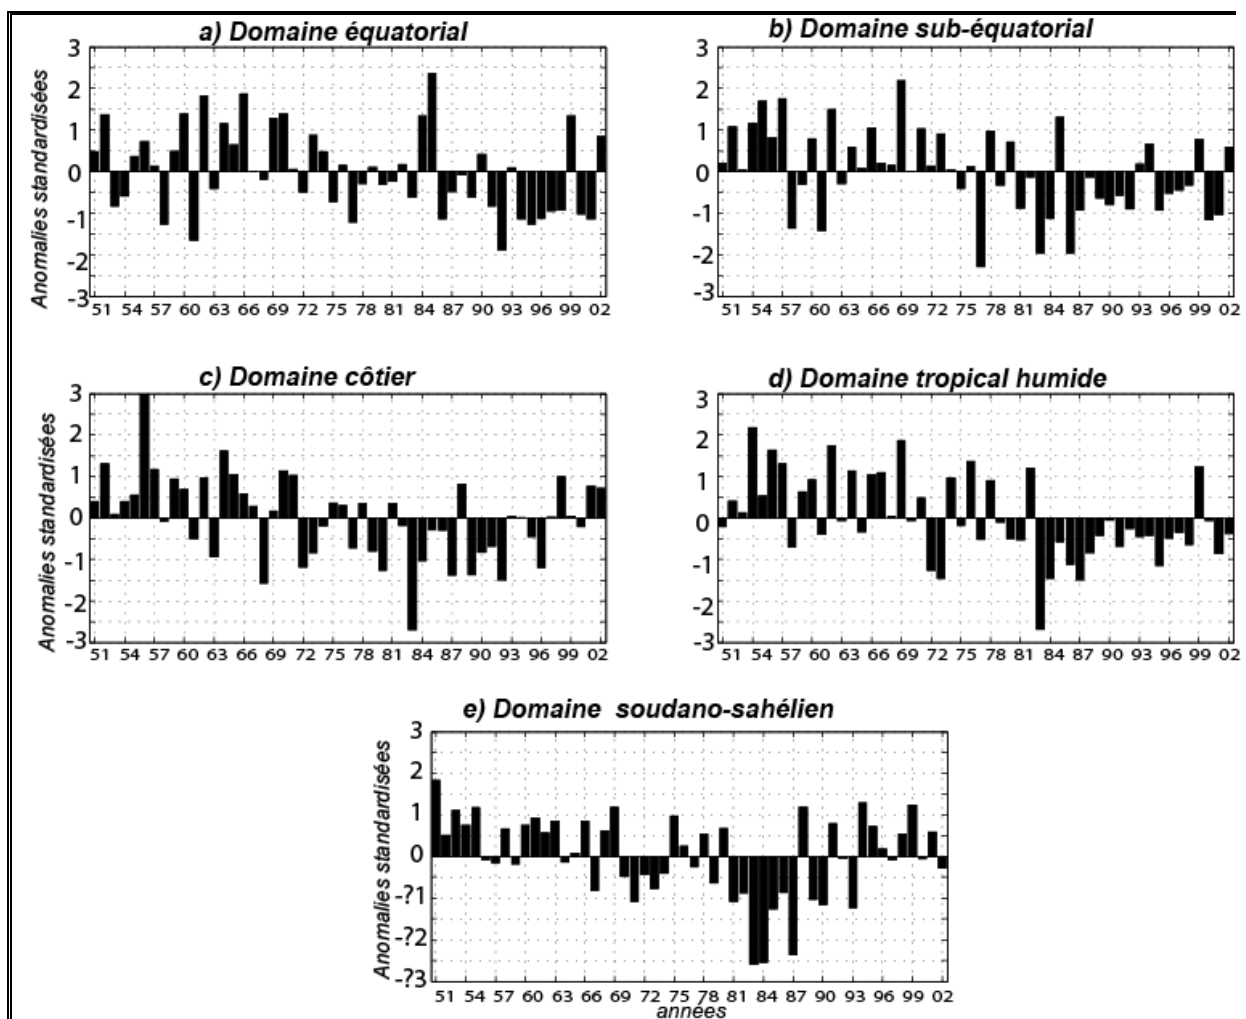 a) Domaine équatorial
b) Domaine sub-équatorial
Anomalies standardisées
3
2
1
0
-1
-2
-3
51 54 57 60 63 66 69 72 75 78 81 84 87 90 93 96 99 02
3
2
1
0
-1
-2
-3
51 54 57 60 63 66 69 72 75 78 81 84 87 90 93 96 99 02
c) Domaine côtier
d) Domaine tropical humide
Anomalies standardisées
3
2
1
0
-1
-2
-3
51 54 57 60 63 66 69 72 75 78 81 84 87 90 93 96 99 02
3
2
1
0
-1
-2
-3
51 54 57 60 63 66 69 72 75 78 81 84 87 90 93 96 99 02
e) Domaine soudano-sahélien
Anomalies standardisées
3
2
1
0
-?1
-?2
-?3
51 54 57 60 63 66 69 72 75 78 81 84 87 90 93 96 99 02
années